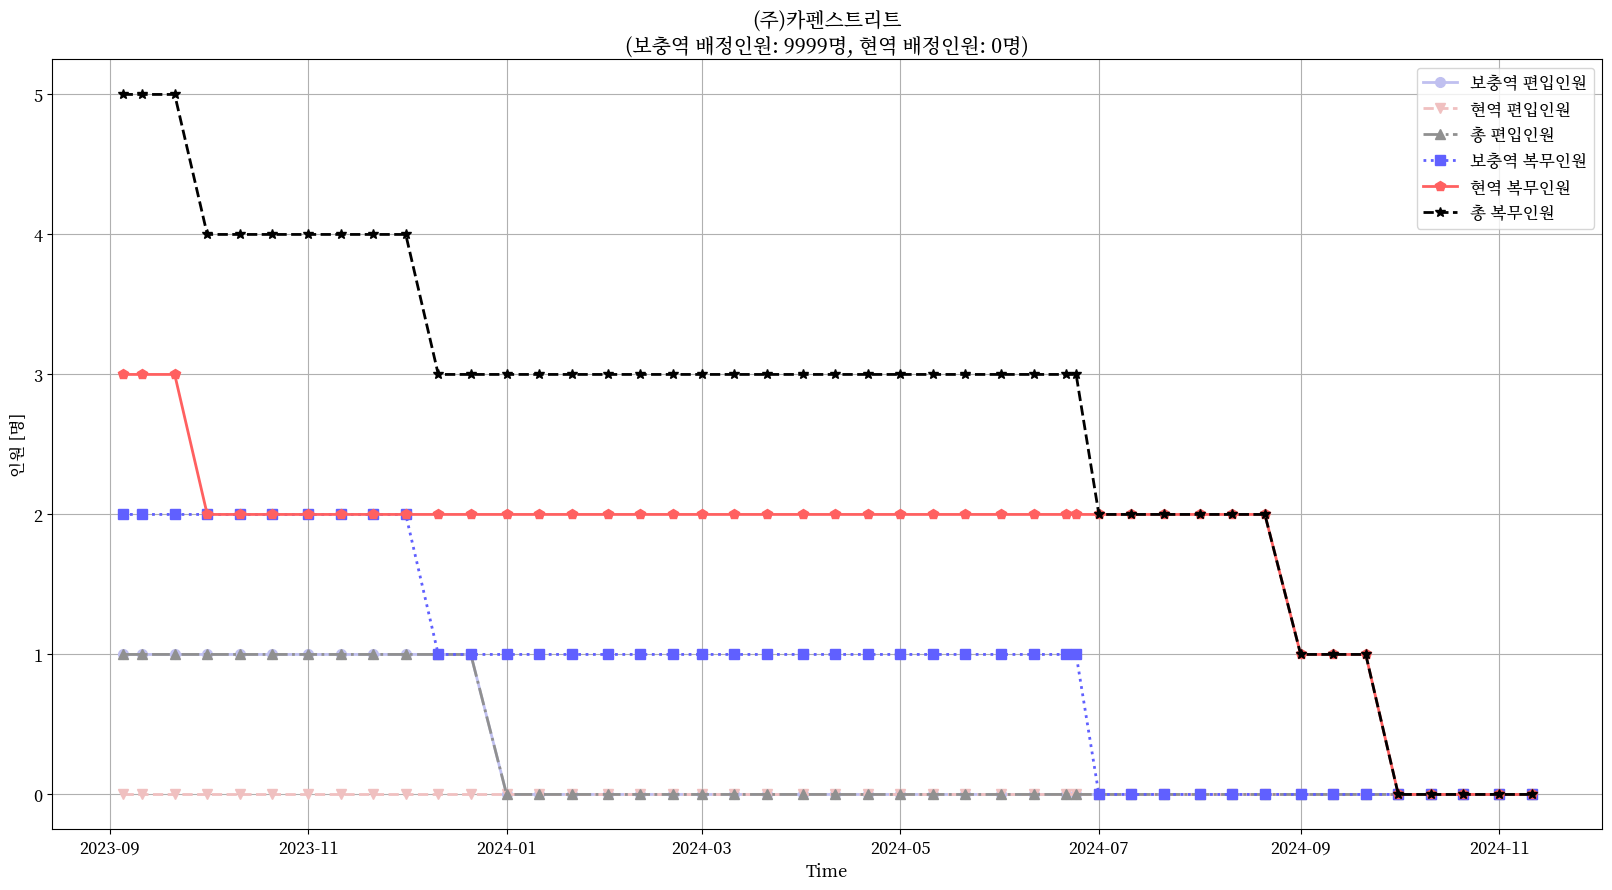 (주)카펜스트리트
(보충역 배정인원: 9999명, 현역 배정인원: 0명)
보충역 편입인원
현역 편입인원
총 편입인원
보충역 복무인원
현역 복무인원
총 복무인원
인원 [명]
5
4
3
2
1
0
2023-09
2023-11
2024-01
2024-03
2024-05
2024-07
2024-09
2024-11
Time